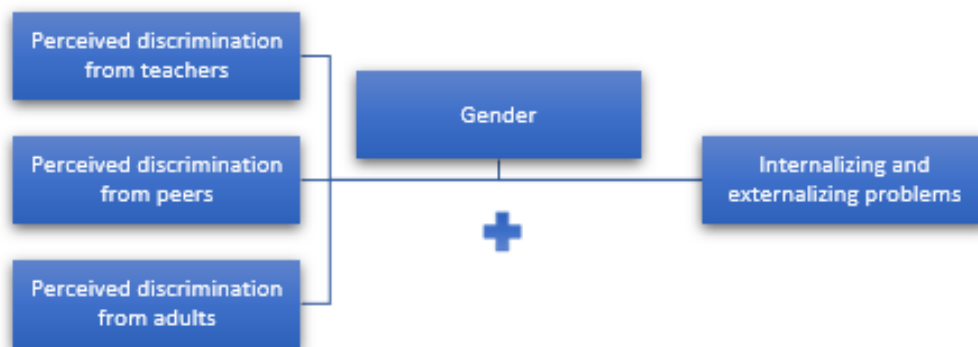 Perceived discrimination
from teachers
Gender
Perceived discrimination
from peers
Internalizing and
externalizing problems
Perceived discrimination
from adults